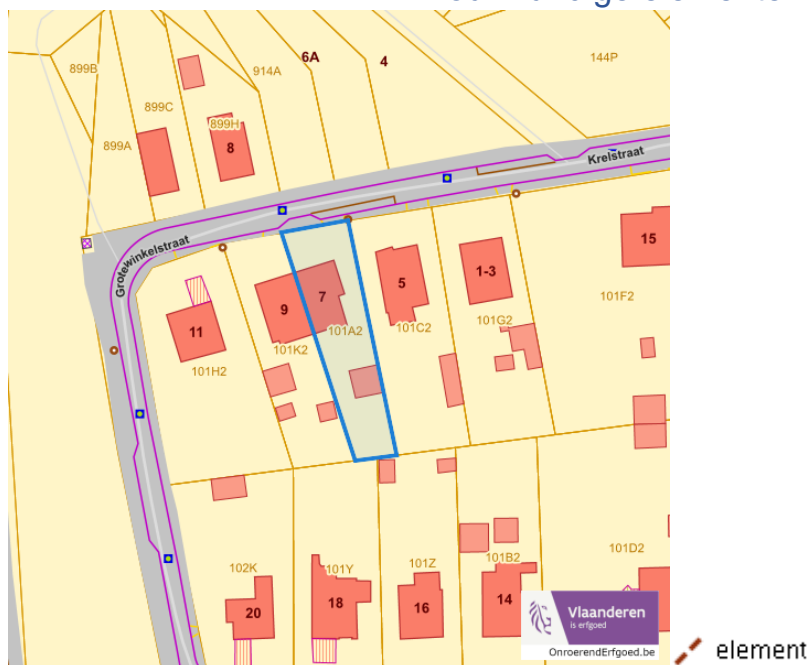 6A
4
144P
899B
914A
899C
899H
899A
8
Krelstraat
Grotewinkelstraat
15
1-3
5
7
9
11
101F2
101G2
101C2
101A2
101K2
101H2
102K
101Y
101Z
101B2
101D2
20
18
16
14
Vlaanderen
is erfgoed
OnroerendErfgoed.be
element